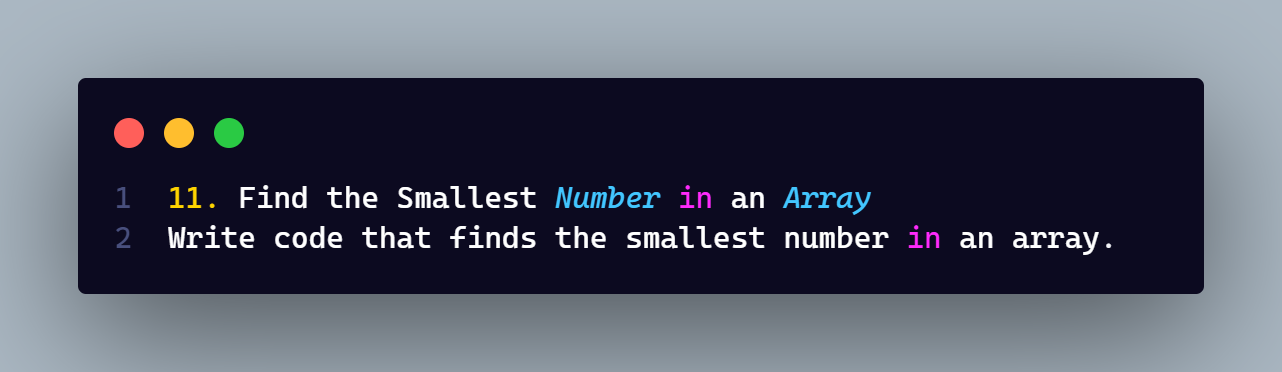 1 11. Find the Smallest Number in an Array
2 Write code that finds the smallest number in an array.